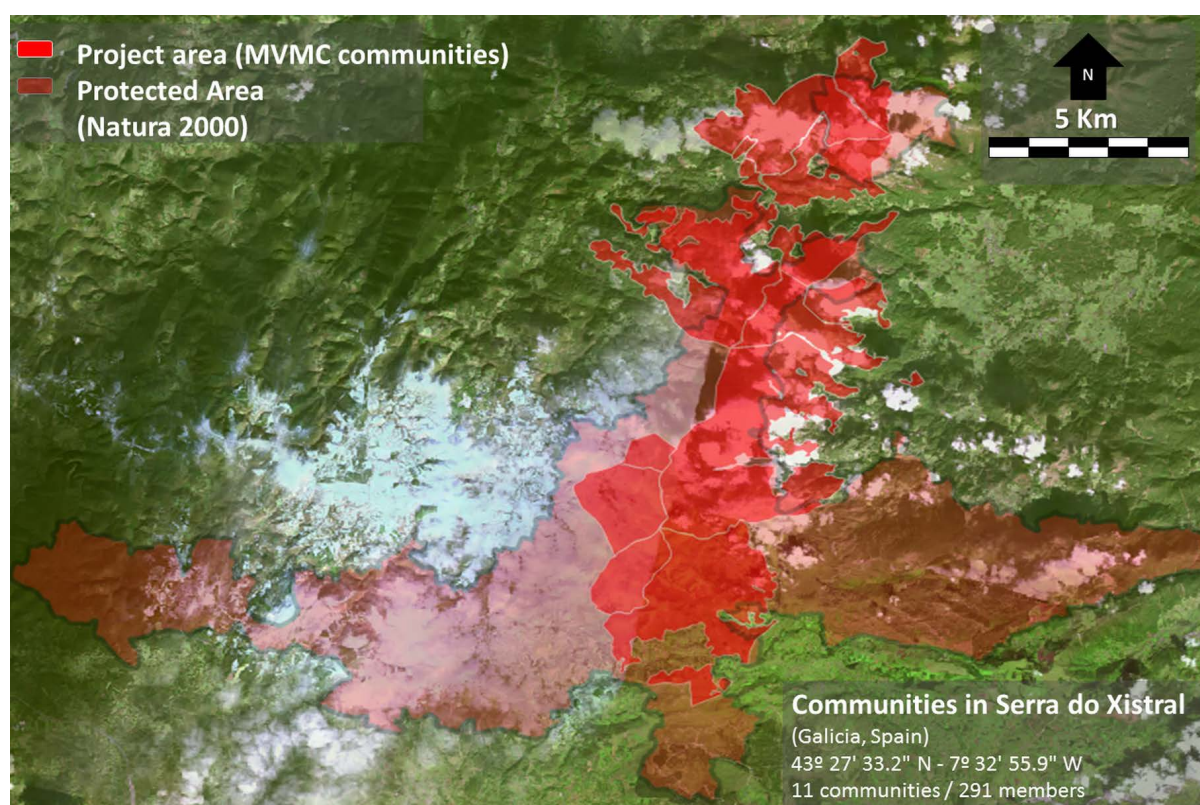 Project area (MVMC communities)
Protected Area
(Natura 2000)
N
5 Km
Communities in Serra do Xistral
(Galicia, Spain)
43º 27' 33.2" N - 7º 32' 55.9" W
11 communities / 291 members